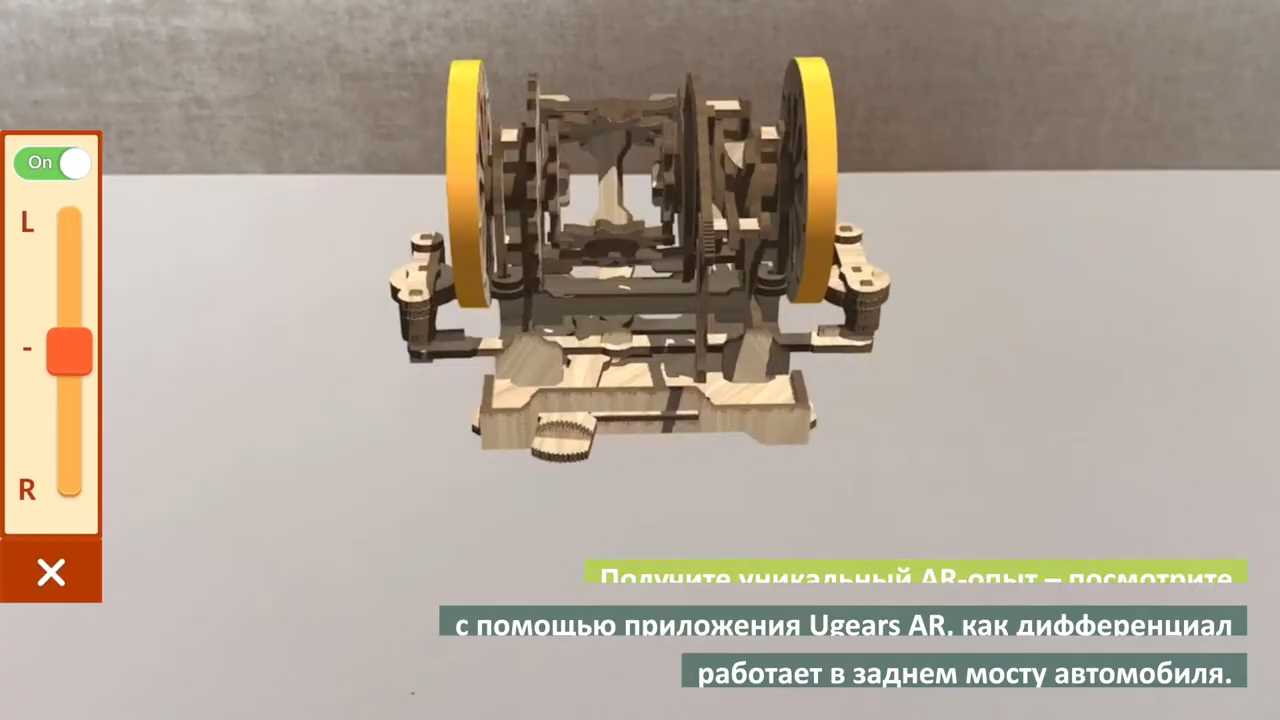 On
L
-
R
Получите уникальный AR-опыт – посмотрите
с помощью приложения Ugears AR, как дифференциал
работает в заднем мосту автомобиля.